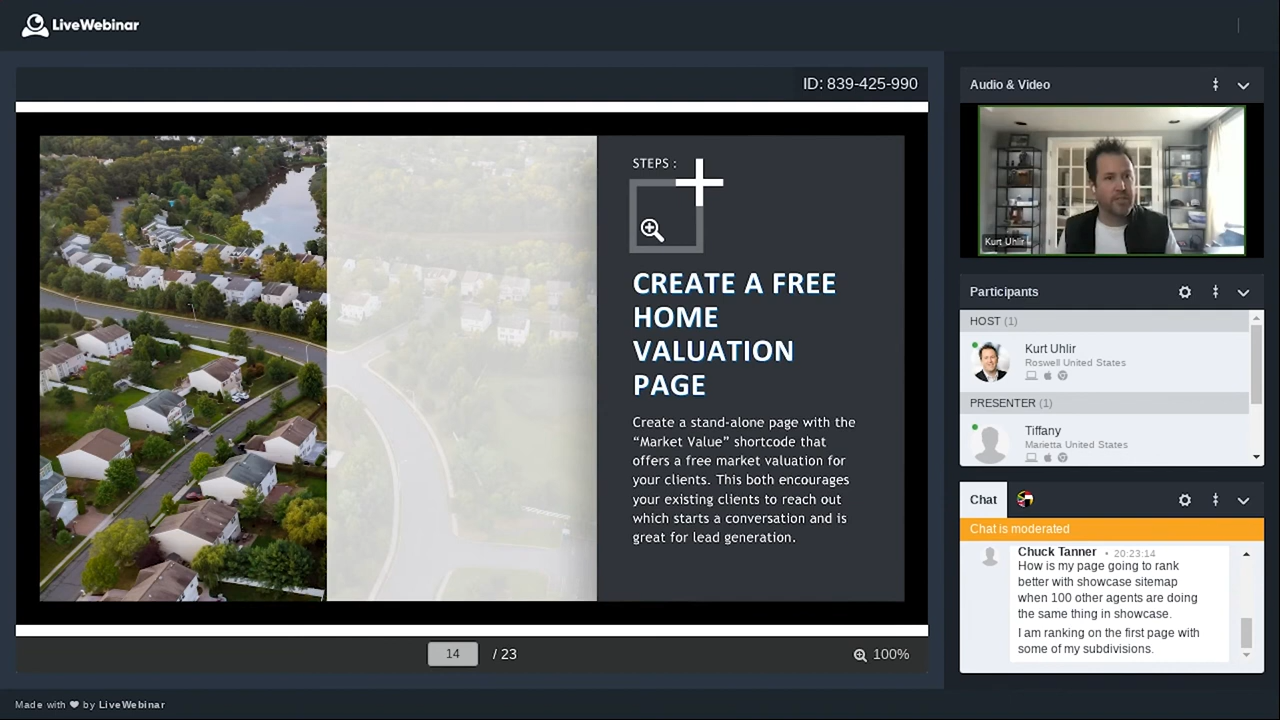 LiveWebinar
ID: 839-425-990
STEPS :
CREATE A FREE
HOME
VALUATION
PAGE
Create a stand-alone page with the
“Market Value” shortcode that
offers a free market valuation for
your clients. This both encourages
your existing clients to reach out
which starts a conversation and is
great for lead generation.
14 / 23
100%
Audio & Video
Kurt Uhlir
Participants
HOST (1)
Kurt Uhlir
Roswell United States
PRESENTER (1)
Tiffany
Marietta United States
Chat
Chat is moderated
Chuck Tanner • 20:23:14
How is my page going to rank
better with showcase sitemap
when 100 other agents are doing
the same thing in showcase.
I am ranking on the first page with
some of my subdivisions.
Made with ❤ by LiveWebinar